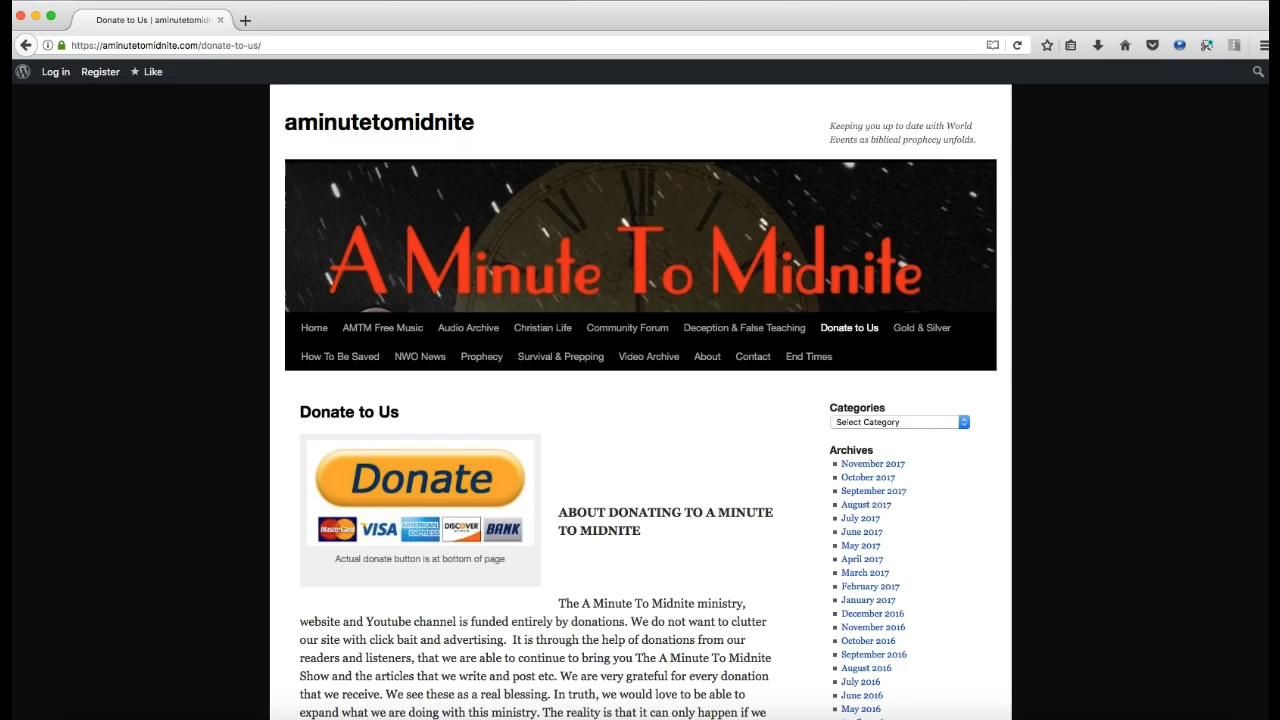 Donate to Us | aminutetomidn
https://aminutetomidnite.com/donate-to-us/
Log in Register Like
aminutetomidnite
Keeping you up to date with World
Events as biblical prophecy unfolds.
A Minute To Midnite
Home AMTM Free Music Audio Archive Christian Life Community Forum Deception & False Teaching Donate to Us Gold & Silver
How To Be Saved NWO News Prophecy Survival & Prepping Video Archive About Contact End Times
Donate to Us
Donate
MasterCard VISA AMERICAN EXPRESS DISCOVER BANK
Actual donate button is at bottom of page
ABOUT DONATING TO A MINUTE
TO MIDNITE
The A Minute To Midnite ministry,
website and Youtube channel is funded entirely by donations. We do not want to clutter
our site with click bait and advertising.  It is through the help of donations from our
readers and listeners, that we are able to continue to bring you The A Minute To Midnite
Show and the articles that we write and post etc. We are very grateful for every donation
that we receive. We see these as a real blessing. In truth, we would love to be able to
expand what we are doing with this ministry. The reality is that it can only happen if we
Categories
Select Category
Archives
November 2017
October 2017
September 2017
August 2017
July 2017
June 2017
May 2017
April 2017
March 2017
February 2017
January 2017
December 2016
November 2016
October 2016
September 2016
August 2016
July 2016
June 2016
May 2016